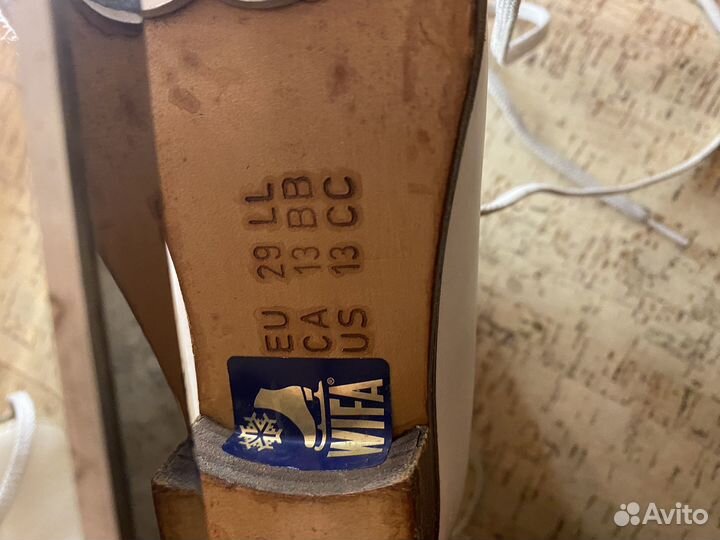 EU 29 LL
CA 13 BB
US 13 CC
WIFA®
Avito